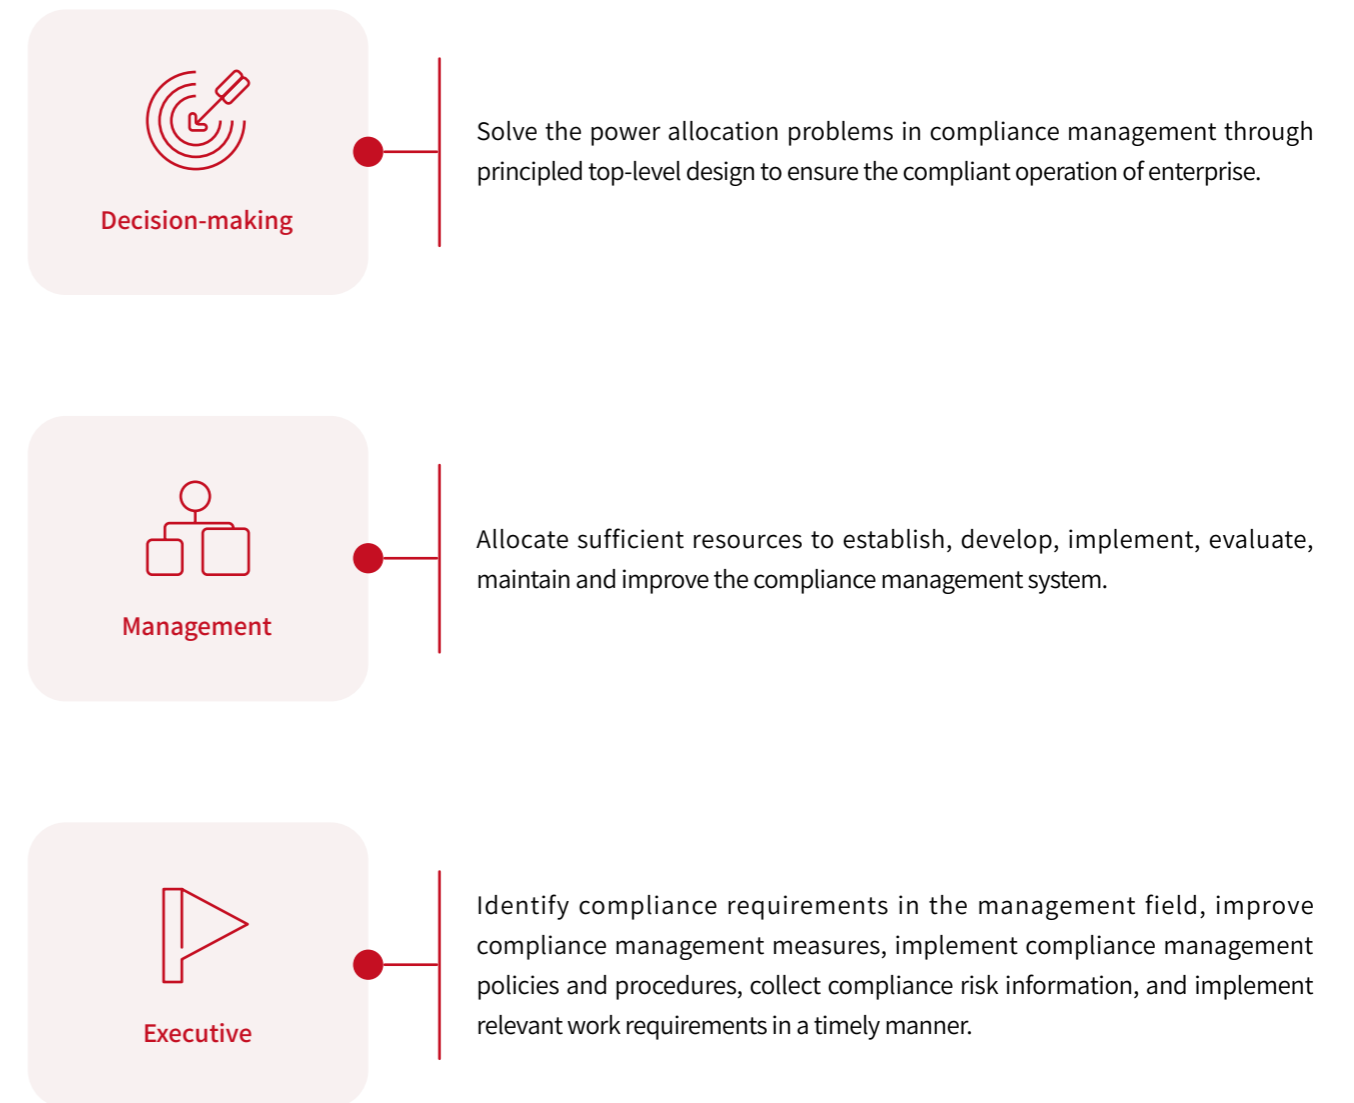 Decision-making
Solve the power allocation problems in compliance management through
principled top-level design to ensure the compliant operation of enterprise.
Management
Allocate sufficient resources to establish, develop, implement, evaluate,
maintain and improve the compliance management system.
Executive
Identify compliance requirements in the management field, improve
compliance management measures, implement compliance management
policies and procedures, collect compliance risk information, and implement
relevant work requirements in a timely manner.